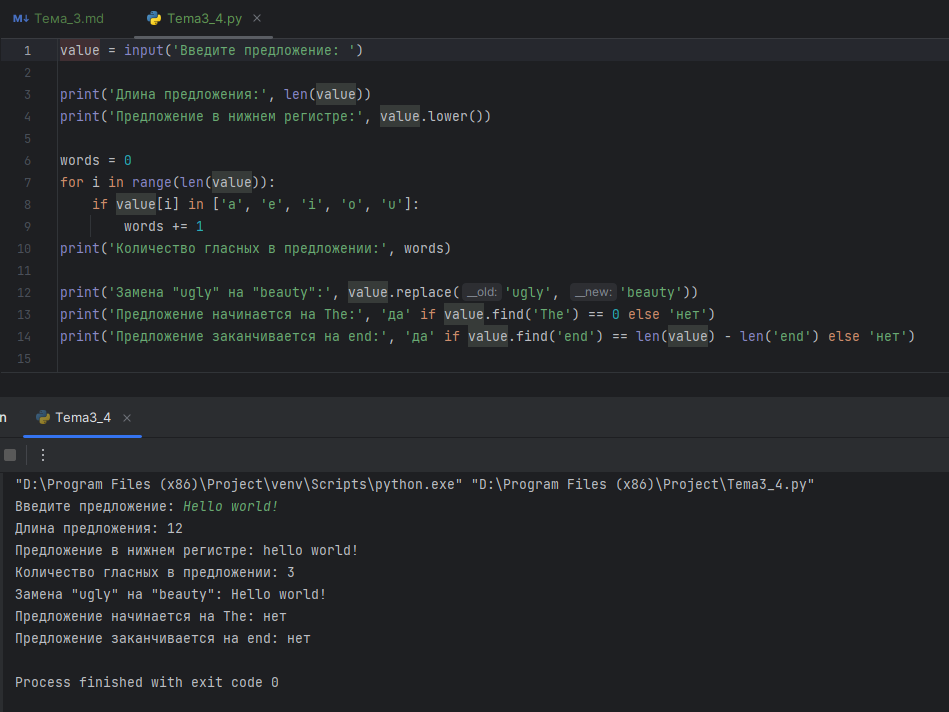 M↓ Тема_3.md Tema3_4.py ×
1 value = input('Введите предложение: ')
2
3 print('Длина предложения:', len(value))
4 print('Предложение в нижнем регистре:', value.lower())
5
6 words = 0
7 for i in range(len(value)):
8 if value[i] in ['a', 'e', 'i', 'o', 'u']:
9 words += 1
10 print('Количество гласных в предложении:', words)
11
12 print('Замена "ugly" на "beauty":', value.replace( __old: 'ugly', __new: 'beauty'))
13 print('Предложение начинается на The:', 'да' if value.find('The') == 0 else 'нет')
14 print('Предложение заканчивается на end:', 'да' if value.find('end') == len(value) - len('end') else 'нет')
15
n Tema3_4 ×
"D:\Program Files (x86)\Project\venv\Scripts\python.exe" "D:\Program Files (x86)\Project\Tema3_4.py"
Введите предложение: Hello world!
Длина предложения: 12
Предложение в нижнем регистре: hello world!
Количество гласных в предложении: 3
Замена "ugly" на "beauty": Hello world!
Предложение начинается на The: нет
Предложение заканчивается на end: нет
Process finished with exit code 0